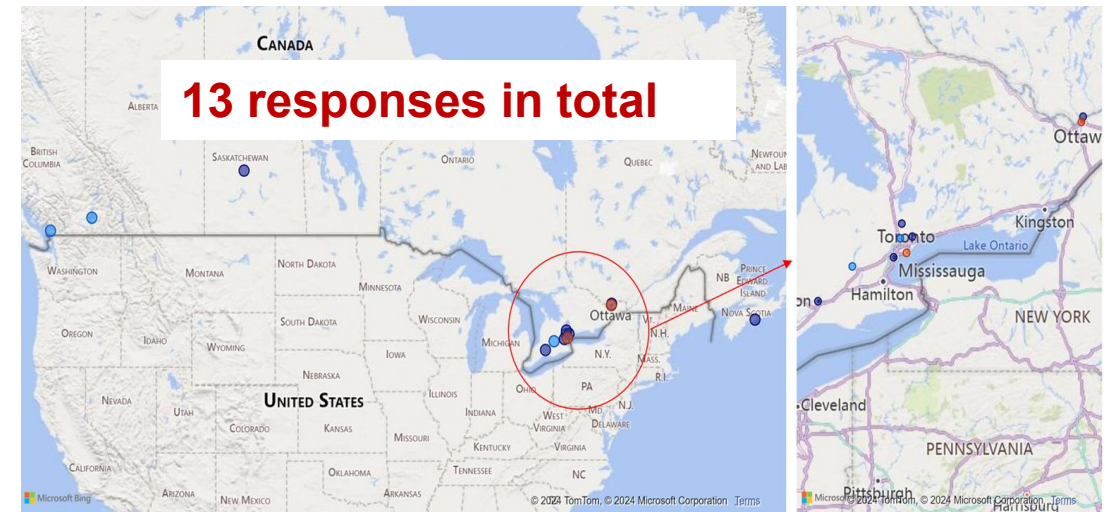 CANADA
13 responses in total
ALBERTA
BRITISH
COLUMBIA
SASKATCHEWAN
ONTARIO
QUEBEC
NEWFOUN
AND LAB
WASHINGTON
MONTANA
NORTH DAKOTA
MINNESOTA
OREGON
IDAHO
WYOMING
SOUTH DAKOTA
WISCONSIN
MICHIGAN
Ottawa
VT.
N.H.
MAINE
NB
PRINCE
EDWARD
ISLAND
NOVA SCOTIA
NEVADA
UTAH
NEBRASKA
IOWA
UNITED STATES
COLORADO
KANSAS
MISSOURI
ILLINOIS
INDIANA
OHIO
WEST
VIRGINIA
KENTUCKY
VIRGINIA
N.Y.
MASS.
R.I.
PA
N.J.
MD
DELAWARE
CALIFORNIA
ARIZONA
NEW MEXICO
OKLAHOMA
ARKANSAS
TENNESSEE
NC
Microsoft Bing
© 2024 TomTom, © 2024 Microsoft Corporation Terms
Ottaw
Kingston
Toronto
Lake Ontario
Mississauga
Hamilton
on
NEW YORK
Cleveland
PENNSYLVANIA
Pittsburgh
Harrisburg
Microsoft
© 2024 TomTom, © 2024 Microsoft Corporation Terms